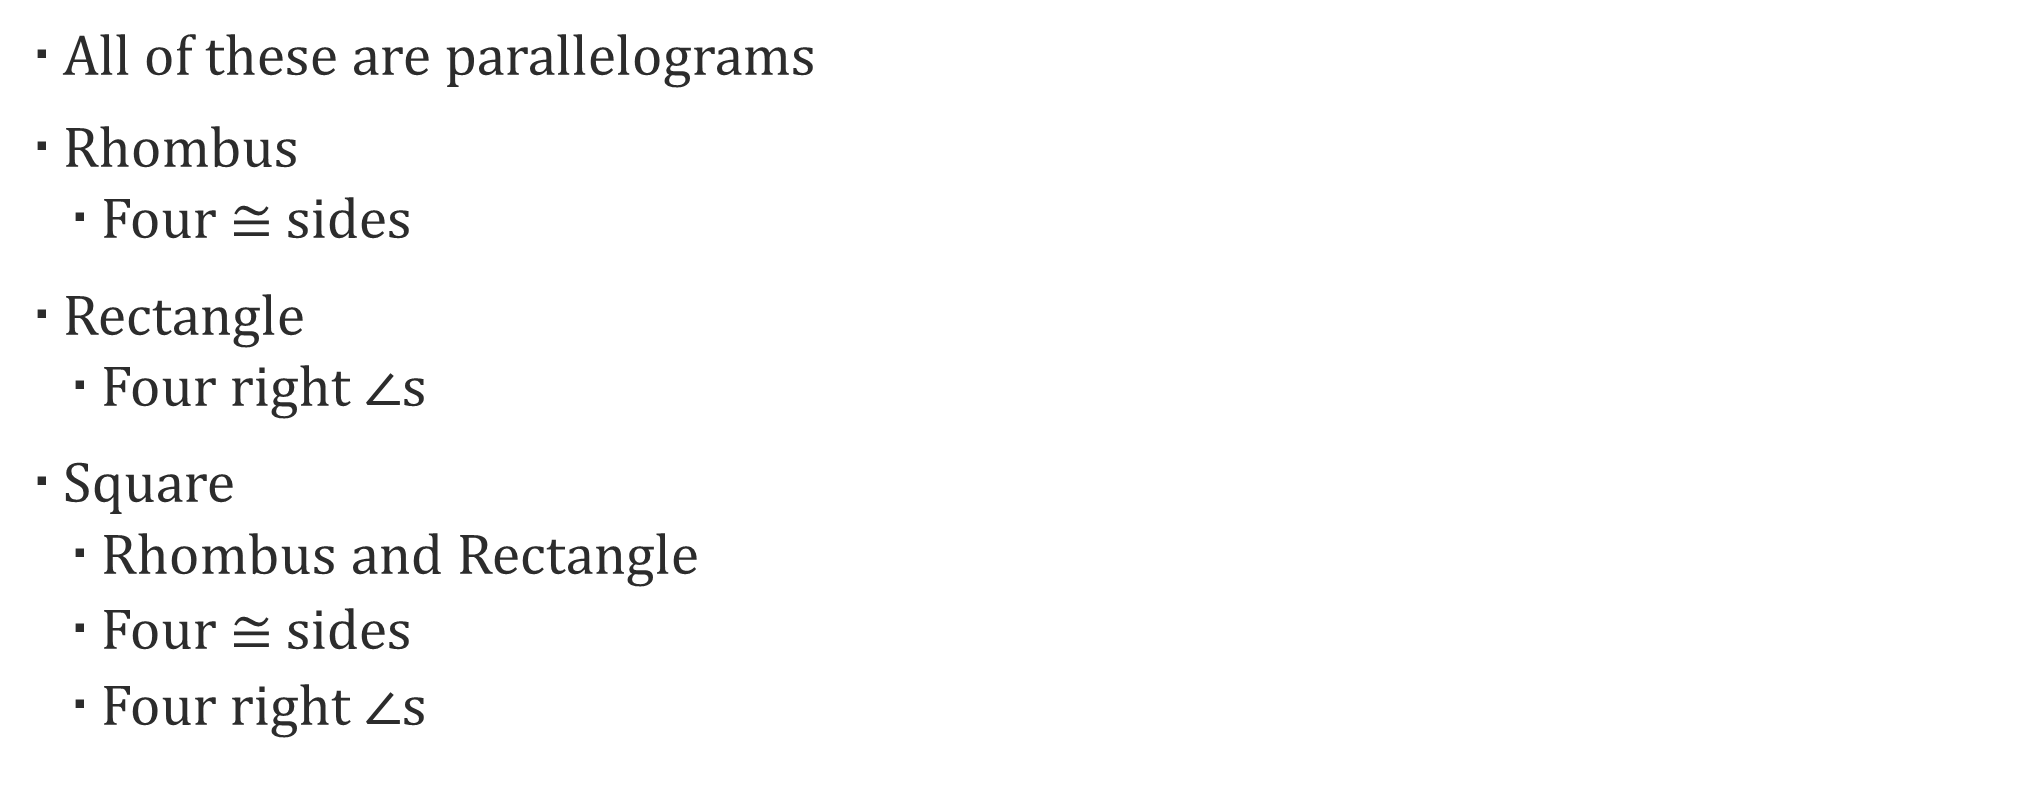 ▪ All of these are parallelograms
▪ Rhombus
▪ Four ≅ sides
▪ Rectangle
▪ Four right ∠s
▪ Square
▪ Rhombus and Rectangle
▪ Four ≅ sides
▪ Four right ∠s